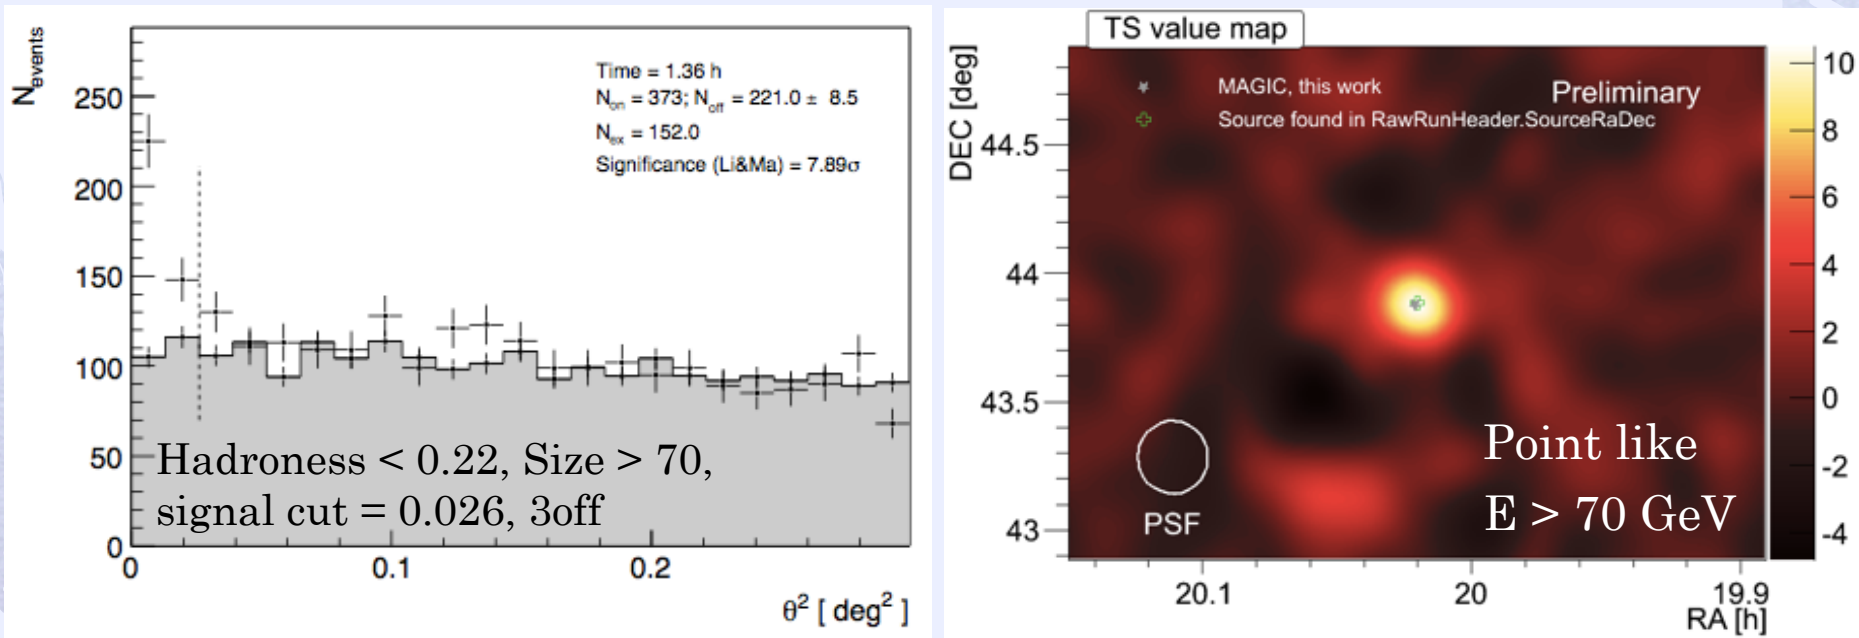 N_events
250
200
150
100
50
0
0
0.1
0.2
θ² [ deg² ]
Time = 1.36 h
N_on = 373; N_off = 221.0 ± 8.5
N_ex = 152.0
Significance (Li&Ma) = 7.89σ
Hadroness < 0.22, Size > 70,
signal cut = 0.026, 3off
TS value map
DEC [deg]
44.5
44
43.5
43
MAGIC, this work
Preliminary
Source found in RawRunHeader.SourceRaDec
PSF
Point like
E > 70 GeV
20.1
20
19.9
RA [h]
10
8
6
4
2
0
-2
-4